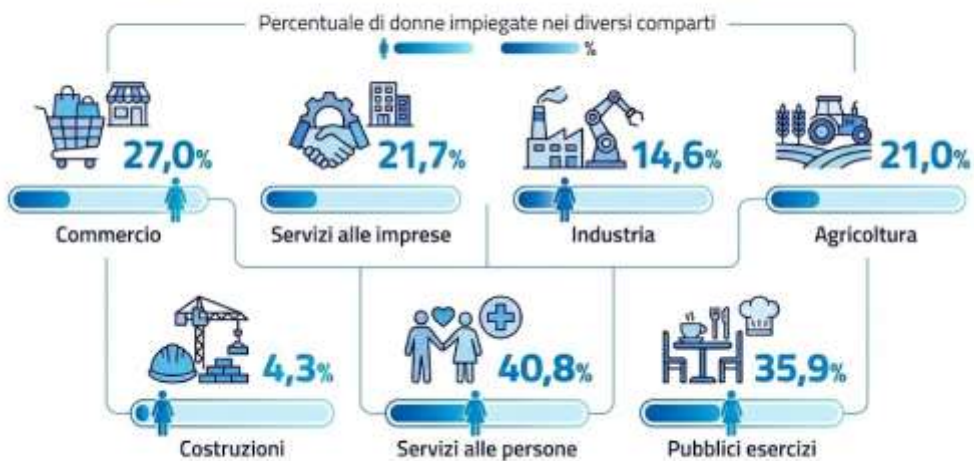 Percentuale di donne impiegate nei diversi comparti
%
27,0%
Commercio
21,7%
Servizi alle imprese
14,6%
Industria
21,0%
Agricoltura
4,3%
Costruzioni
40,8%
Servizi alle persone
35,9%
Pubblici esercizi